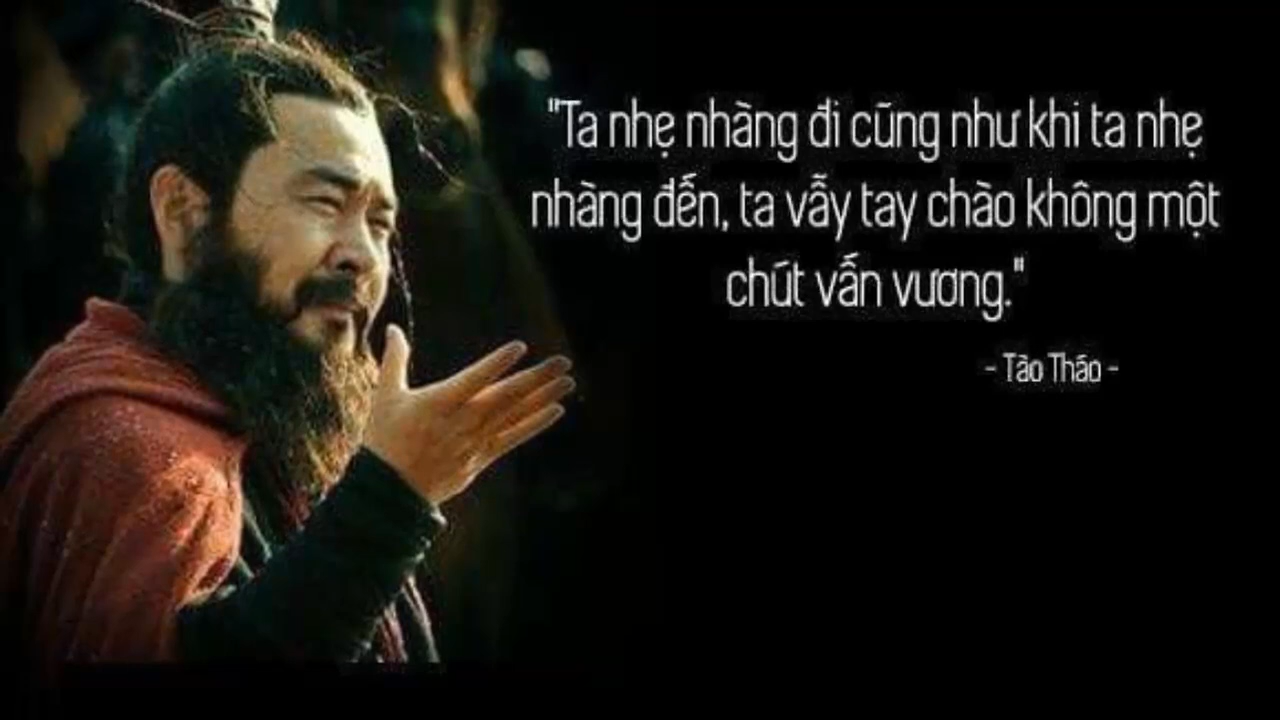 "Ta nhẹ nhàng đi cũng như khi ta nhẹ
nhàng đến, ta vẫy tay chào không một
chút vấn vương."
- Tào Tháo -